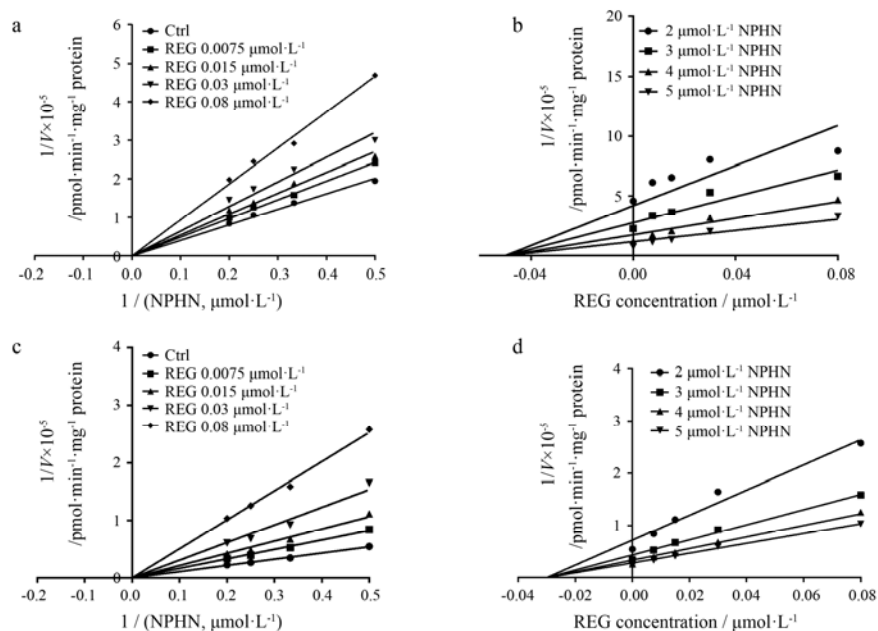 a
1/V×10⁻⁵
/pmol·min⁻¹·mg⁻¹ protein
6
5
4
3
2
1
0
Ctrl
REG 0.0075 μmol·L⁻¹
REG 0.015 μmol·L⁻¹
REG 0.03 μmol·L⁻¹
REG 0.08 μmol·L⁻¹
-0.2 -0.1 0.0 0.1 0.2 0.3 0.4 0.5
1 / (NPHN, μmol·L⁻¹)
b
1/V×10⁻⁵
/pmol·min⁻¹·mg⁻¹ protein
20
15
10
5
2 μmol·L⁻¹ NPHN
3 μmol·L⁻¹ NPHN
4 μmol·L⁻¹ NPHN
5 μmol·L⁻¹ NPHN
-0.04 0.00 0.04 0.08
REG concentration / μmol·L⁻¹
c
1/V×10⁻⁵
/pmol·min⁻¹·mg⁻¹ protein
4
3
2
1
0
Ctrl
REG 0.0075 μmol·L⁻¹
REG 0.015 μmol·L⁻¹
REG 0.03 μmol·L⁻¹
REG 0.08 μmol·L⁻¹
-0.2 -0.1 0.0 0.1 0.2 0.3 0.4 0.5
1 / (NPHN, μmol·L⁻¹)
d
1/V×10⁻⁵
/pmol·min⁻¹·mg⁻¹ protein
4
3
2
1
2 μmol·L⁻¹ NPHN
3 μmol·L⁻¹ NPHN
4 μmol·L⁻¹ NPHN
5 μmol·L⁻¹ NPHN
-0.04 -0.02 0.00 0.02 0.04 0.06 0.08
REG concentration / μmol·L⁻¹